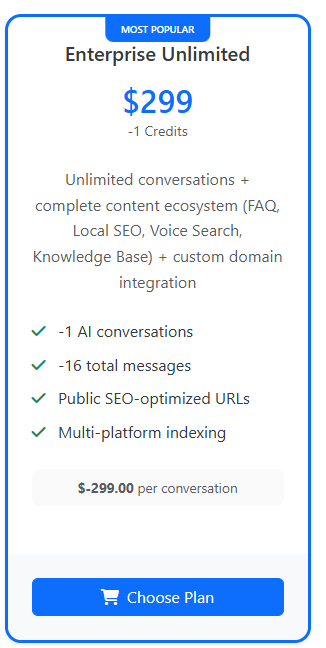 MOST POPULAR
Enterprise Unlimited
$299
-1 Credits
Unlimited conversations +
complete content ecosystem (FAQ,
Local SEO, Voice Search,
Knowledge Base) + custom domain
integration
-1 AI conversations
-16 total messages
Public SEO-optimized URLs
Multi-platform indexing
$-299.00 per conversation
Choose Plan